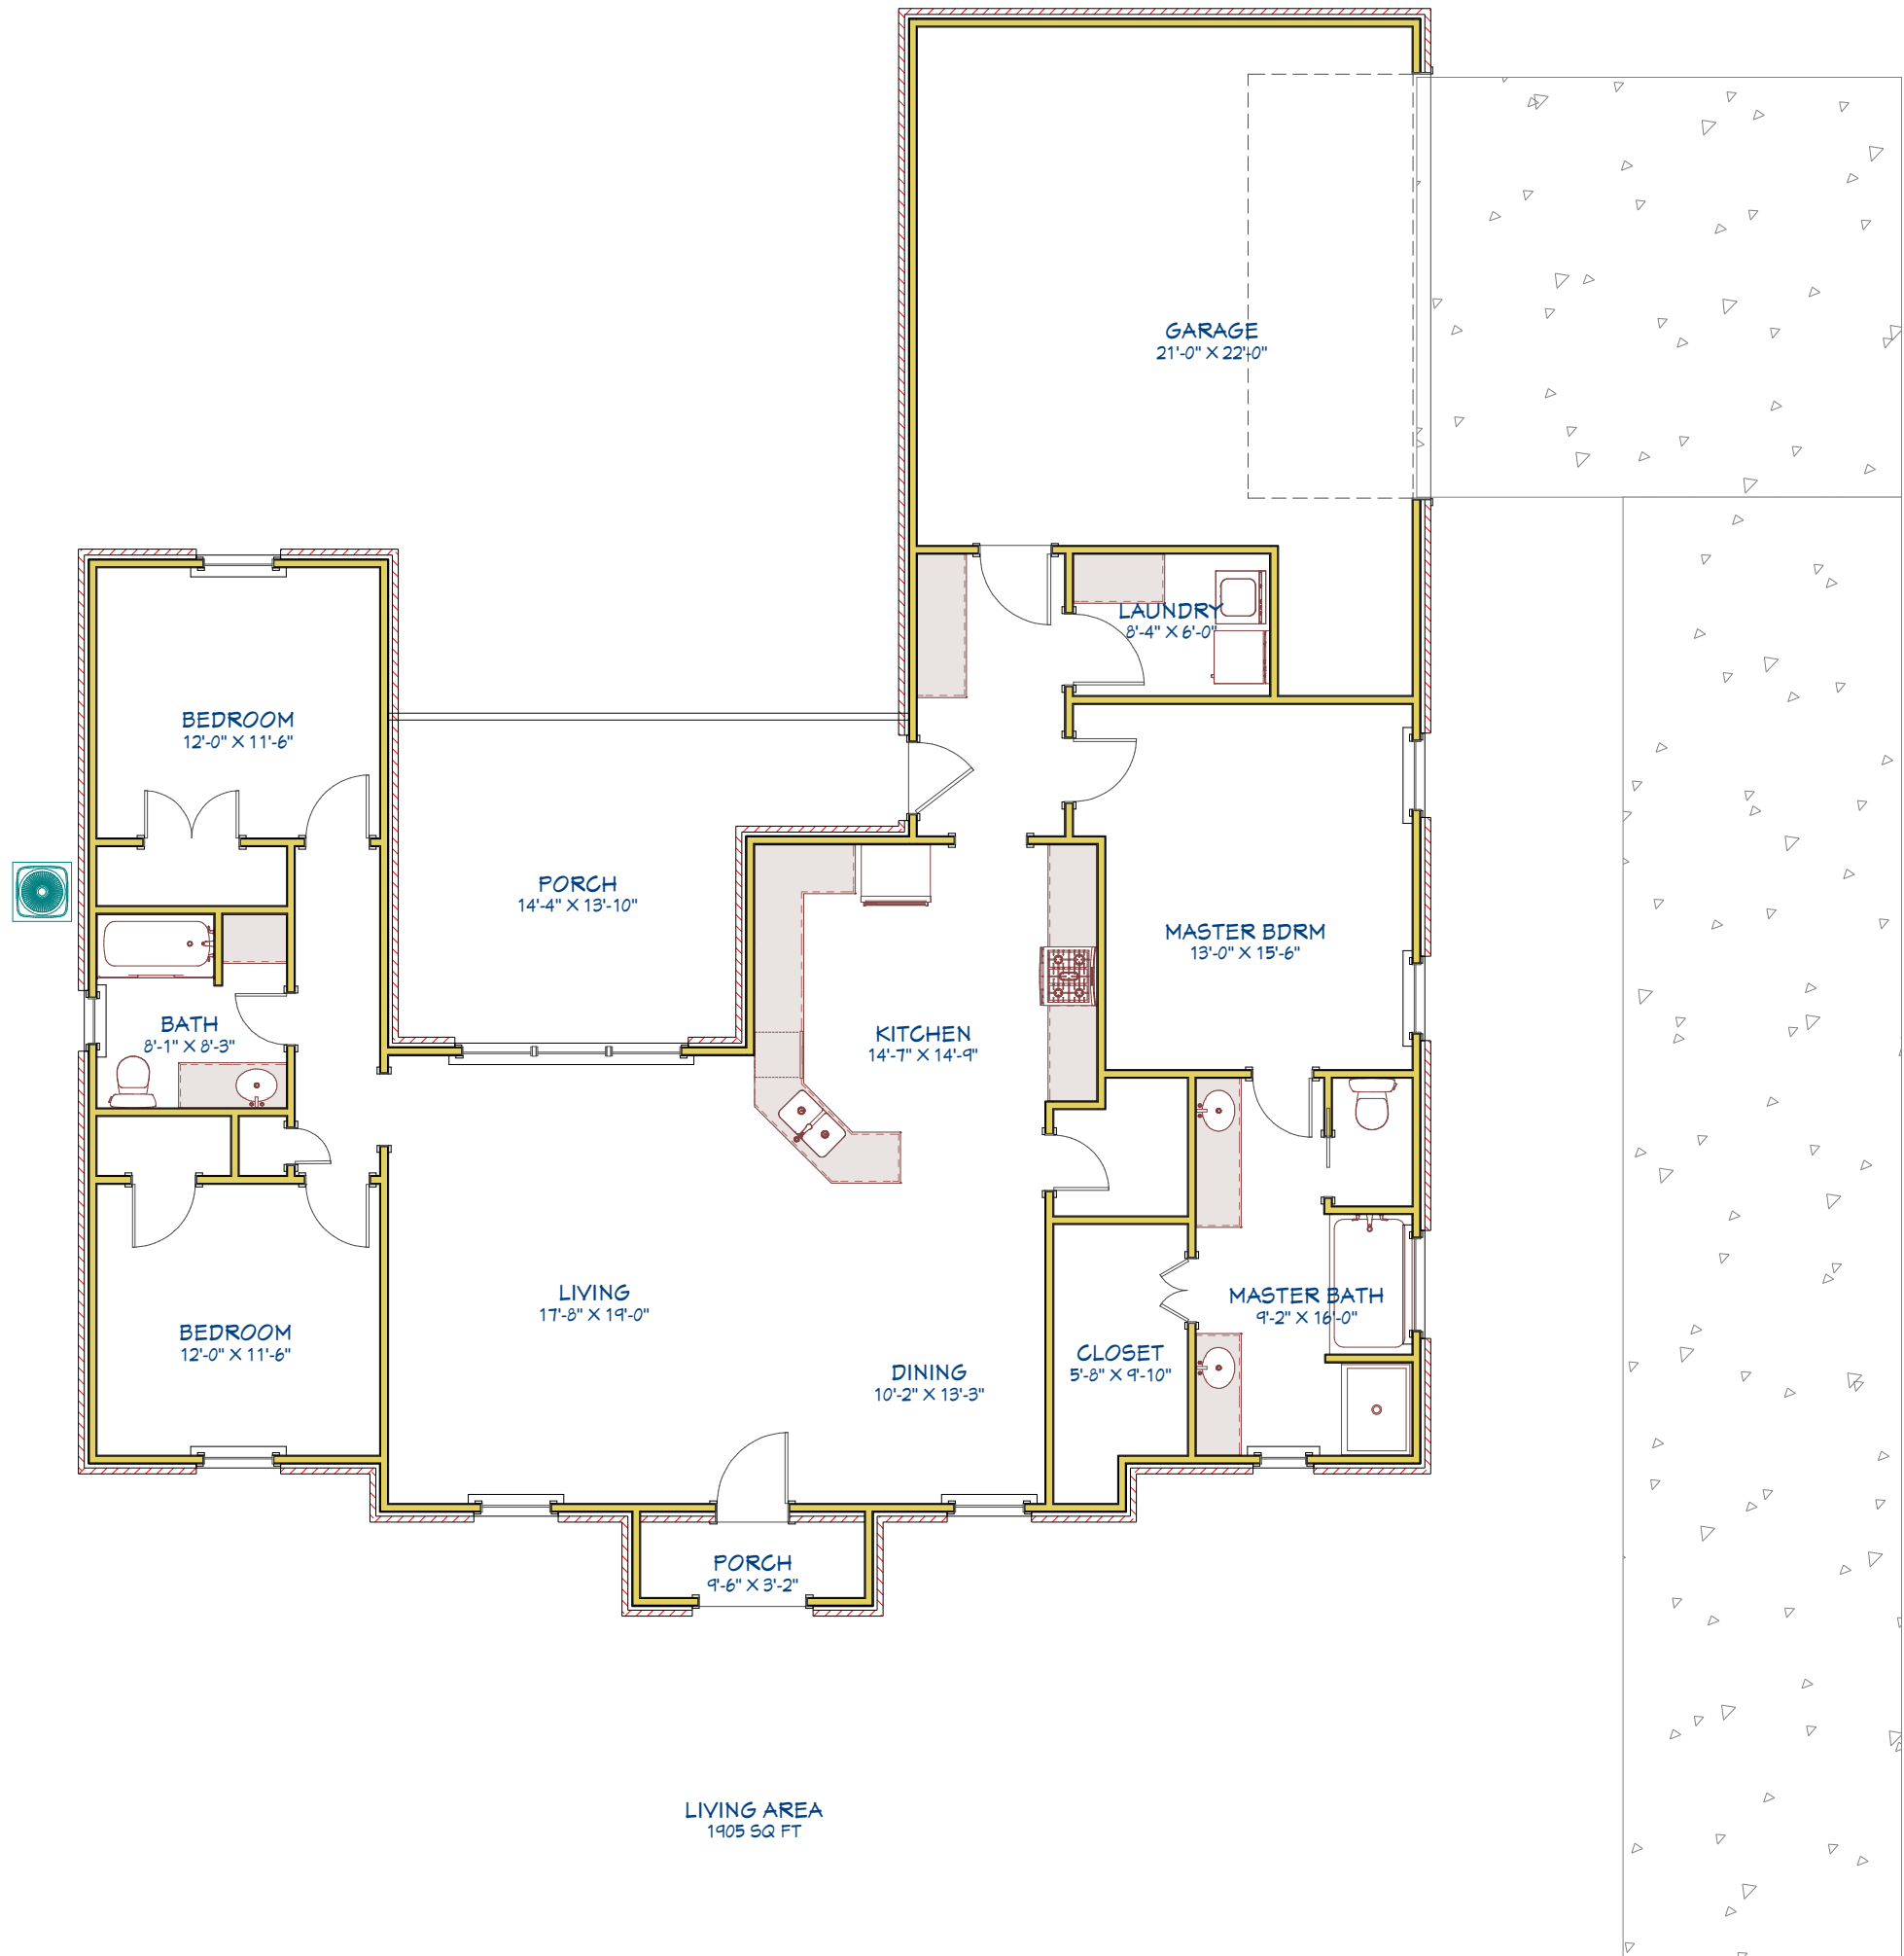 GARAGE
21'-0" X 22'-0"
LAUNDRY
8'-4" X 6'-0"
BEDROOM
12'-0" X 11'-6"
PORCH
14'-4" X 13'-10"
MASTER BDRM
13'-0" X 15'-6"
BATH
8'-1" X 8'-3"
KITCHEN
14'-7" X 14'-9"
LIVING
17'-8" X 19'-0"
MASTER BATH
9'-2" X 16'-0"
BEDROOM
12'-0" X 11'-6"
CLOSET
5'-8" X 9'-10"
DINING
10'-2" X 13'-3"
PORCH
9'-6" X 3'-2"
LIVING AREA
1905 SQ FT